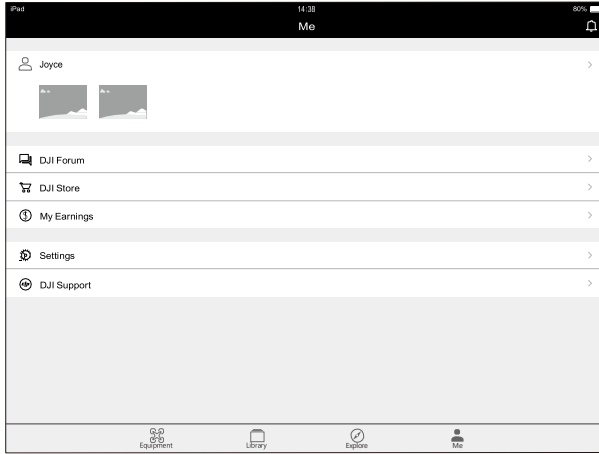 iPad 14:38 80%
Me
Joyce
DJI Forum
DJI Store
My Earnings
Settings
DJI Support
Equipment Library Explore Me